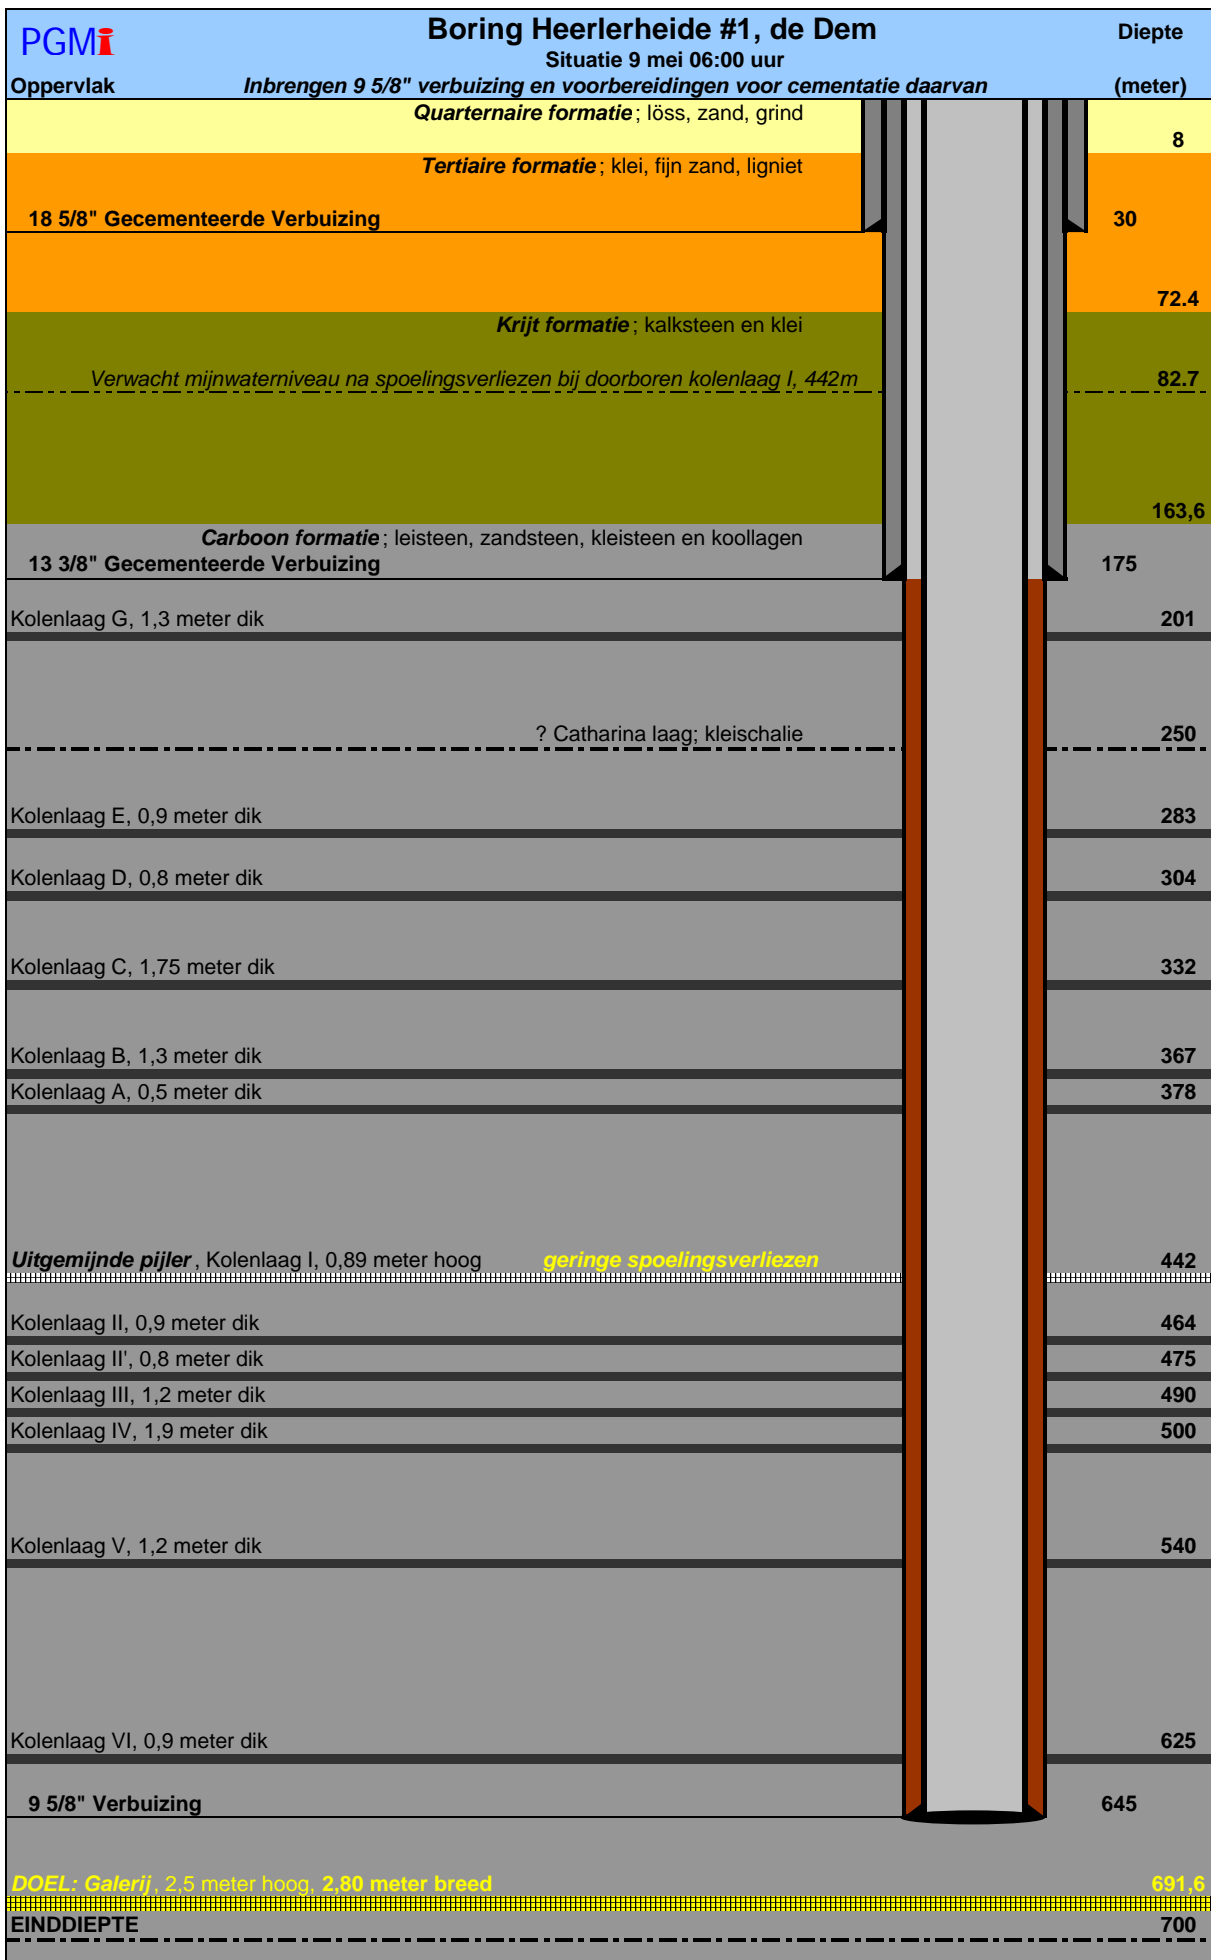 PGMi
Boring Heerlerheide #1, de Dem Diepte
Situatie 9 mei 06:00 uur
Oppervlak Inbrengen 9 5/8" verbuizing en voorbereidingen voor cementatie daarvan (meter)
Quarternaire formatie; löss, zand, grind
8
Tertiaire formatie; klei, fijn zand, ligniet
18 5/8" Gecementeerde Verbuizing 30
72.4
Krijt formatie; kalksteen en klei
Verwacht mijnwaterniveau na spoelingsverliezen bij doorboren kolenlaag I, 442m 82.7
163,6
Carboon formatie; leisteen, zandsteen, kleisteen en koollagen
13 3/8" Gecementeerde Verbuizing 175
Kolenlaag G, 1,3 meter dik 201
? Catharina laag; kleischalie 250
Kolenlaag E, 0,9 meter dik 283
Kolenlaag D, 0,8 meter dik 304
Kolenlaag C, 1,75 meter dik 332
Kolenlaag B, 1,3 meter dik 367
Kolenlaag A, 0,5 meter dik 378
Uitgemijnde pijler, Kolenlaag I, 0,89 meter hoog geringe spoelingsverliezen 442
Kolenlaag II, 0,9 meter dik 464
Kolenlaag II', 0,8 meter dik 475
Kolenlaag III, 1,2 meter dik 490
Kolenlaag IV, 1,9 meter dik 500
Kolenlaag V, 1,2 meter dik 540
Kolenlaag VI, 0,9 meter dik 625
9 5/8" Verbuizing 645
DOEL: Galerij, 2,5 meter hoog, 2,80 meter breed 691,6
EINDDIEPTE 700